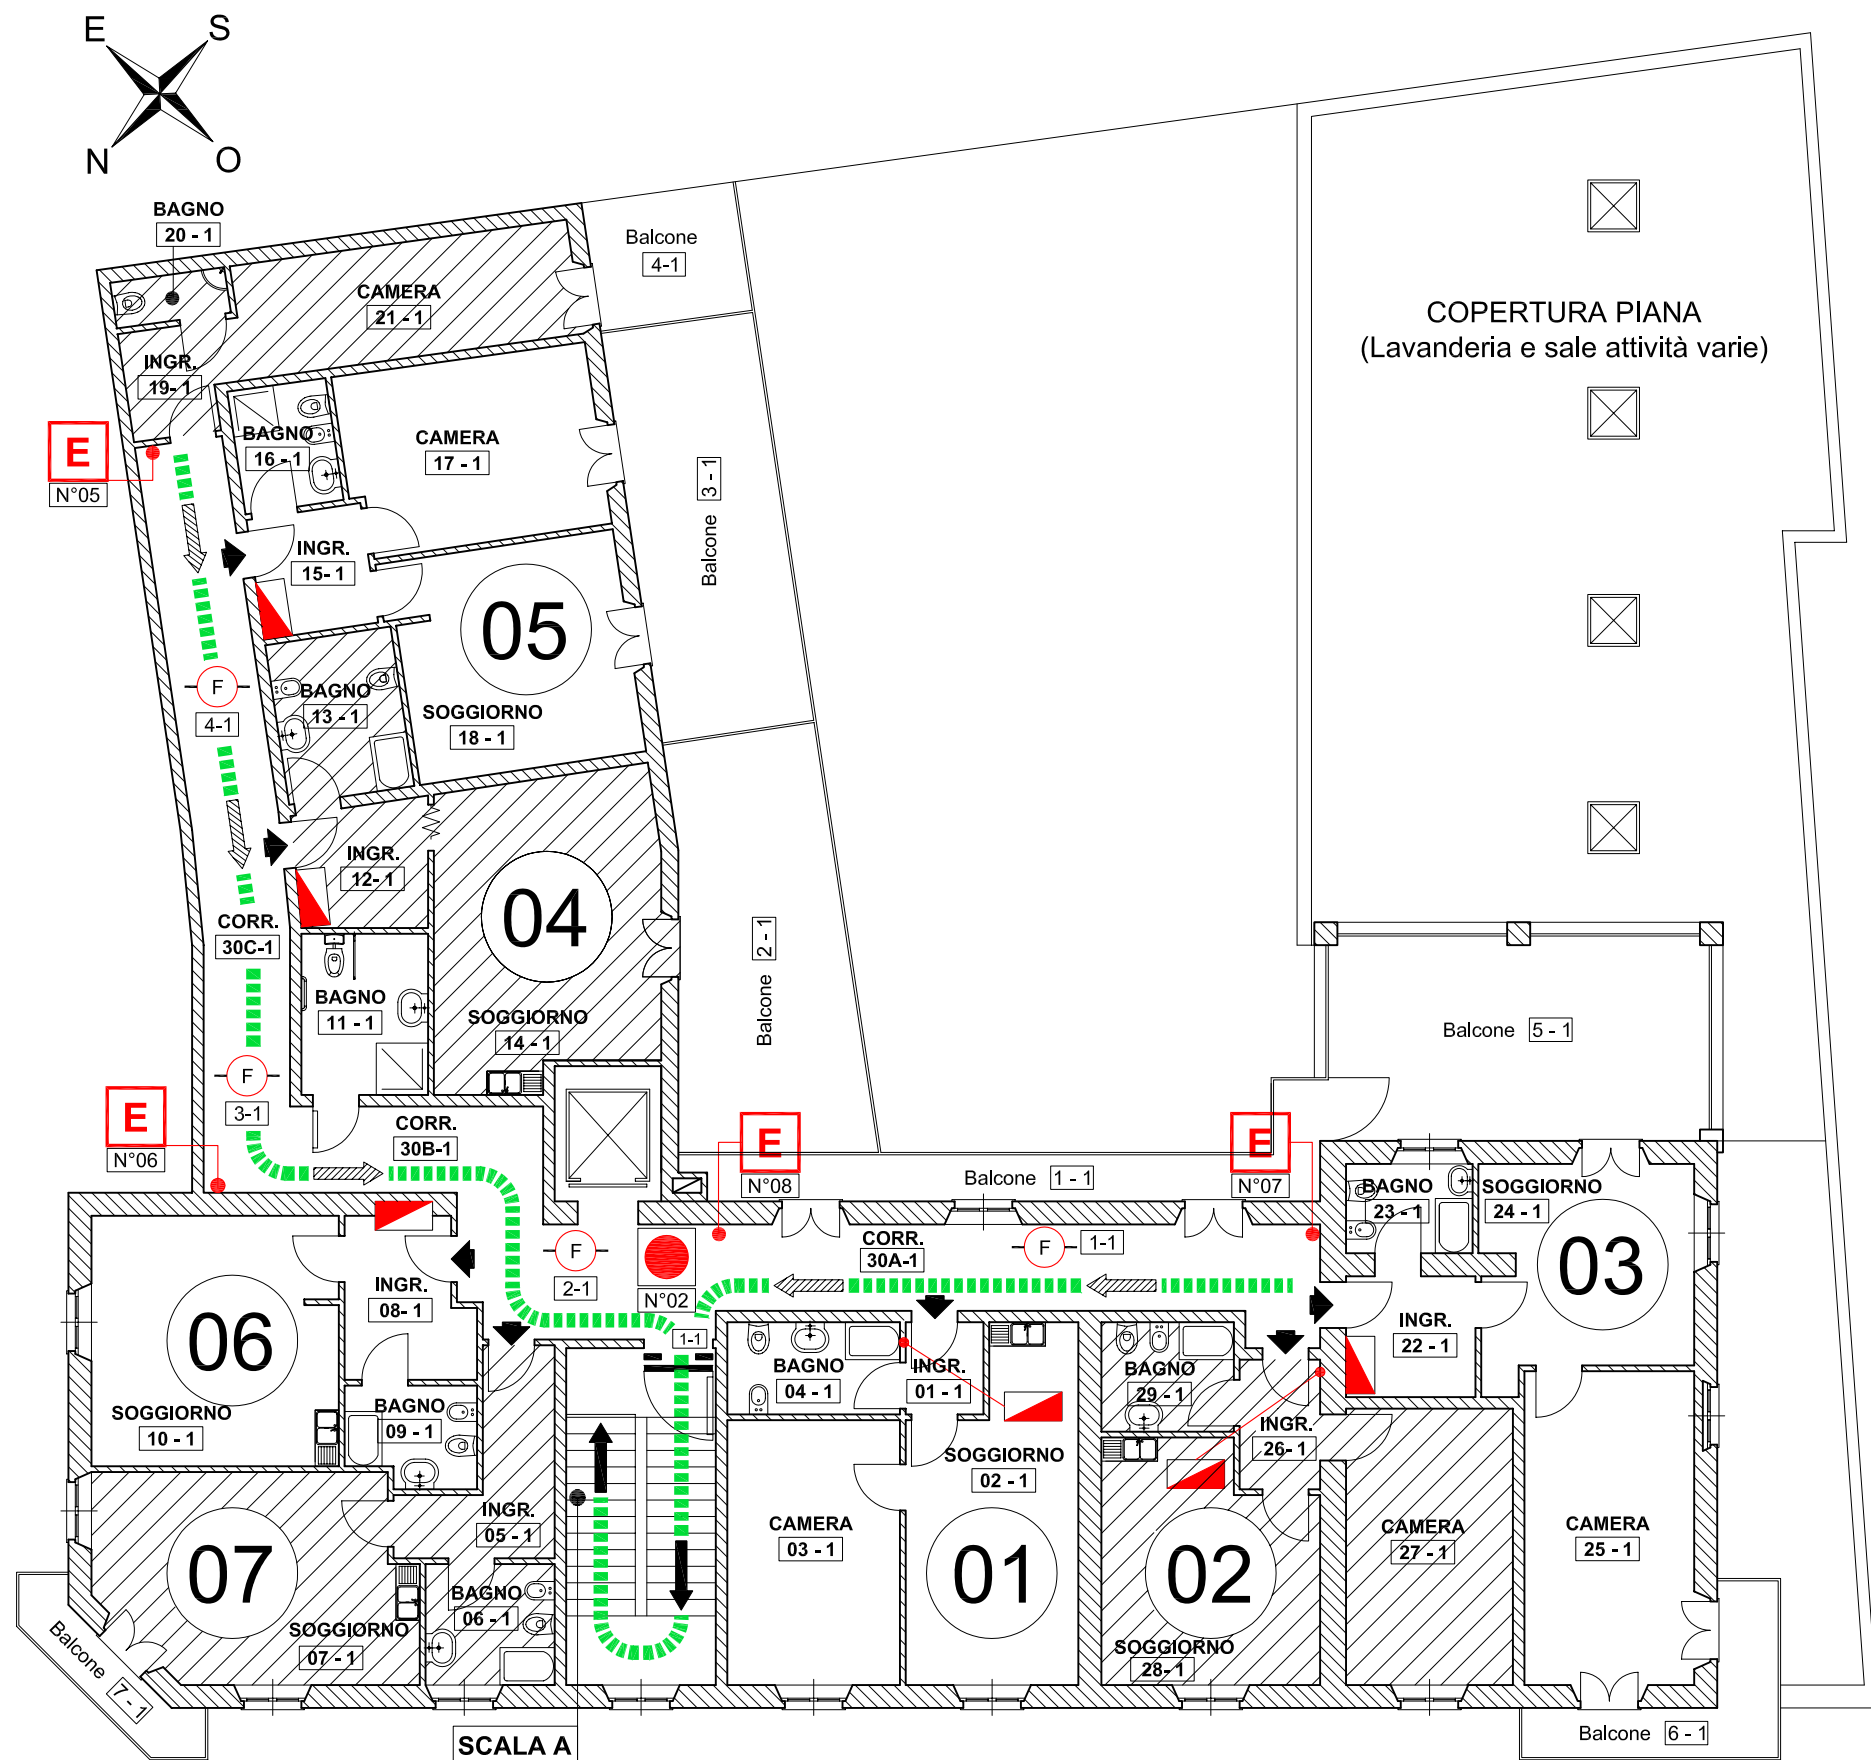 E
S
N
O
BAGNO
20 - 1
Balcone
4-1
CAMERA
21 - 1
COPERTURA PIANA
(Lavanderia e sale attività varie)
INGR.
19- 1
E
N°05
BAGNO
16 - 1
CAMERA
17 - 1
Balcone 3 - 1
INGR.
15- 1
05
F
4-1
BAGNO
13 - 1
SOGGIORNO
18 - 1
INGR.
12- 1
04
CORR.
30C-1
BAGNO
11 - 1
SOGGIORNO
14 - 1
Balcone 2 - 1
Balcone 5 - 1
F
3-1
E
N°06
CORR.
30B-1
E
N°08
E
N°07
Balcone 1 - 1
BAGNO
23 - 1
SOGGIORNO
24 - 1
F
2-1
N°02
CORR.
30A-1
F
1-1
03
INGR.
08- 1
06
1-1
INGR.
22 - 1
BAGNO
04 - 1
INGR.
01 - 1
BAGNO
29 - 1
SOGGIORNO
10 - 1
BAGNO
09 - 1
INGR.
26- 1
SOGGIORNO
02 - 1
INGR.
05 - 1
CAMERA
03 - 1
CAMERA
27 - 1
CAMERA
25 - 1
07
01
02
BAGNO
06 - 1
SOGGIORNO
07 - 1
SOGGIORNO
28- 1
Balcone 7 - 1
SCALA A
Balcone 6 - 1